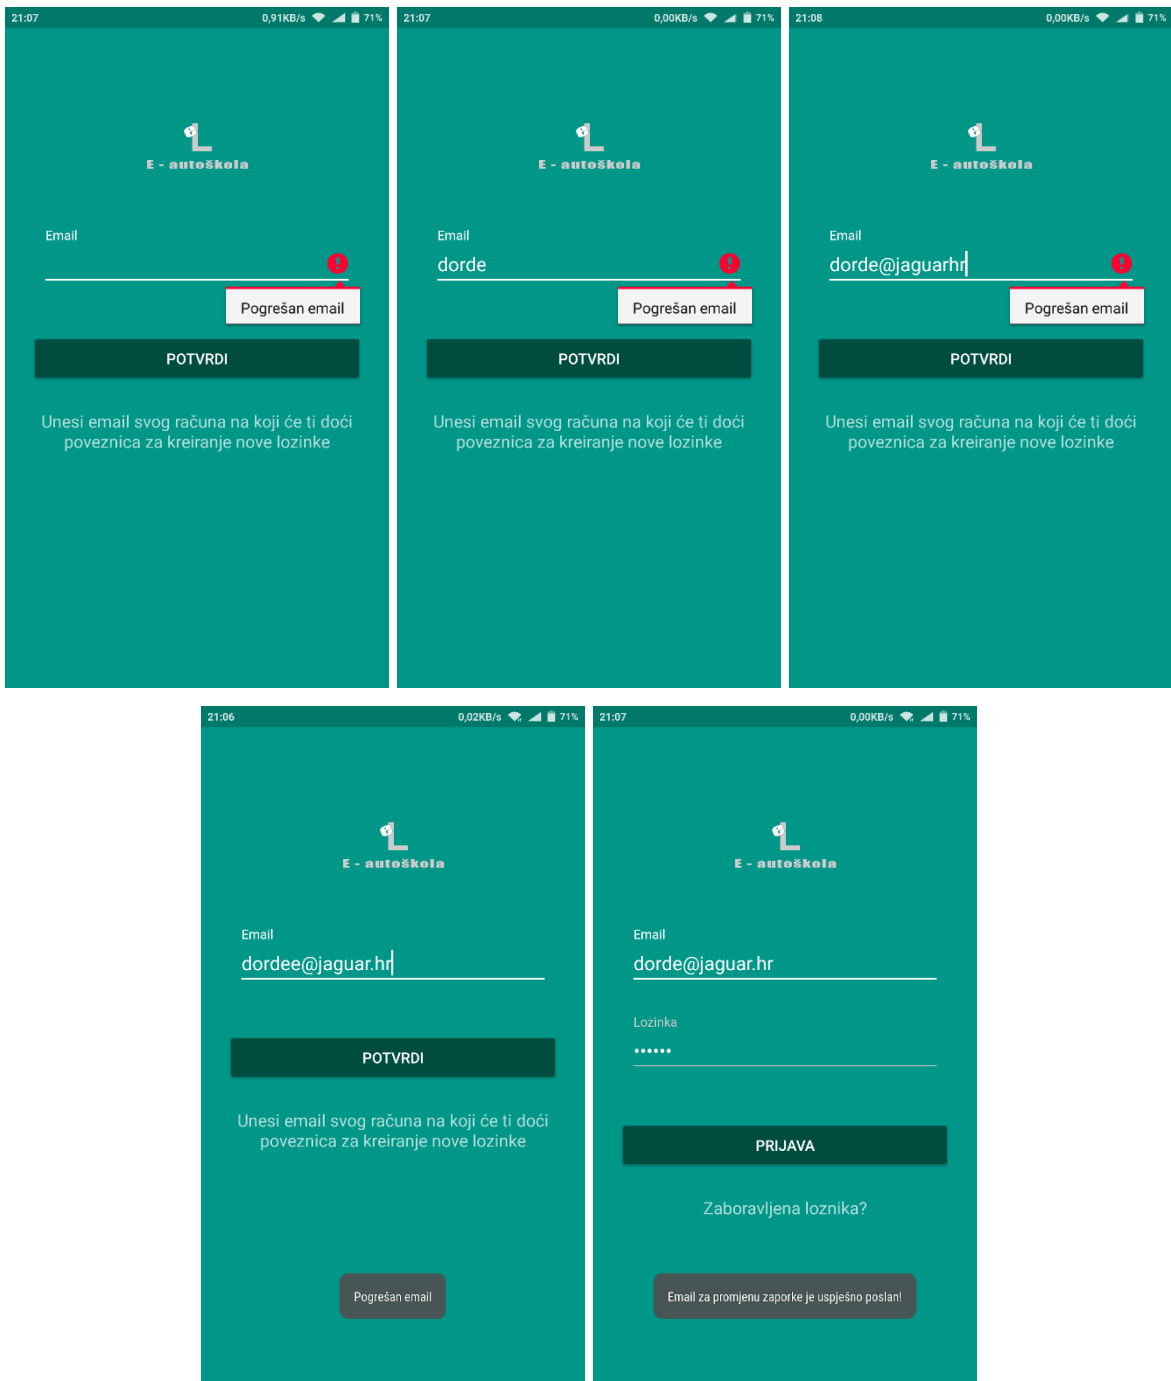 21:07 0,91KB/s 71%
L
E - autoškola
Email
Pogrešan email
POTVRDI
Unesi email svog računa na koji će ti doći
poveznica za kreiranje nove lozinke
21:07 0,00KB/s 71%
L
E - autoškola
Email
dorde
Pogrešan email
POTVRDI
Unesi email svog računa na koji će ti doći
poveznica za kreiranje nove lozinke
21:08 0,00KB/s 71%
L
E - autoškola
Email
dorde@jaguarhr
Pogrešan email
POTVRDI
Unesi email svog računa na koji će ti doći
poveznica za kreiranje nove lozinke
21:06 0,02KB/s 71%
L
E - autoškola
Email
dordee@jaguar.hr
POTVRDI
Unesi email svog računa na koji će ti doći
poveznica za kreiranje nove lozinke
Pogrešan email
21:07 0,00KB/s 71%
L
E - autoškola
Email
dorde@jaguar.hr
Lozinka
••••••
PRIJAVA
Zaboravljena loznika?
Email za promjenu zaporke je uspješno poslan!